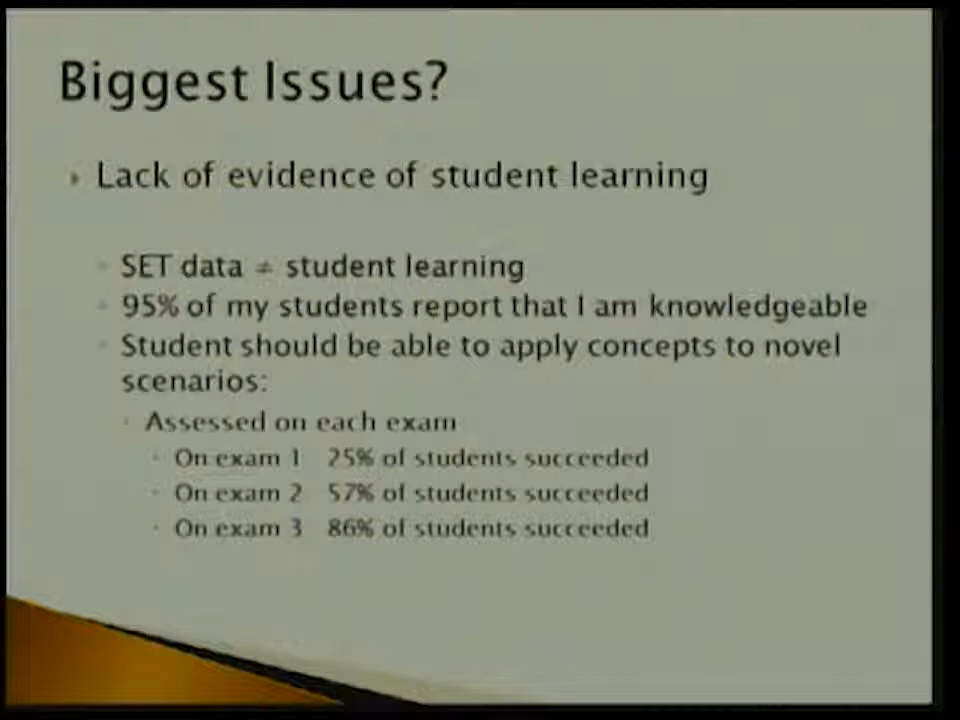 Biggest Issues?
Lack of evidence of student learning
SET data ≠ student learning
95% of my students report that I am knowledgeable
Student should be able to apply concepts to novel
scenarios:
Assessed on each exam
On exam 1 25% of students succeeded
On exam 2 57% of students succeeded
On exam 3 86% of students succeeded